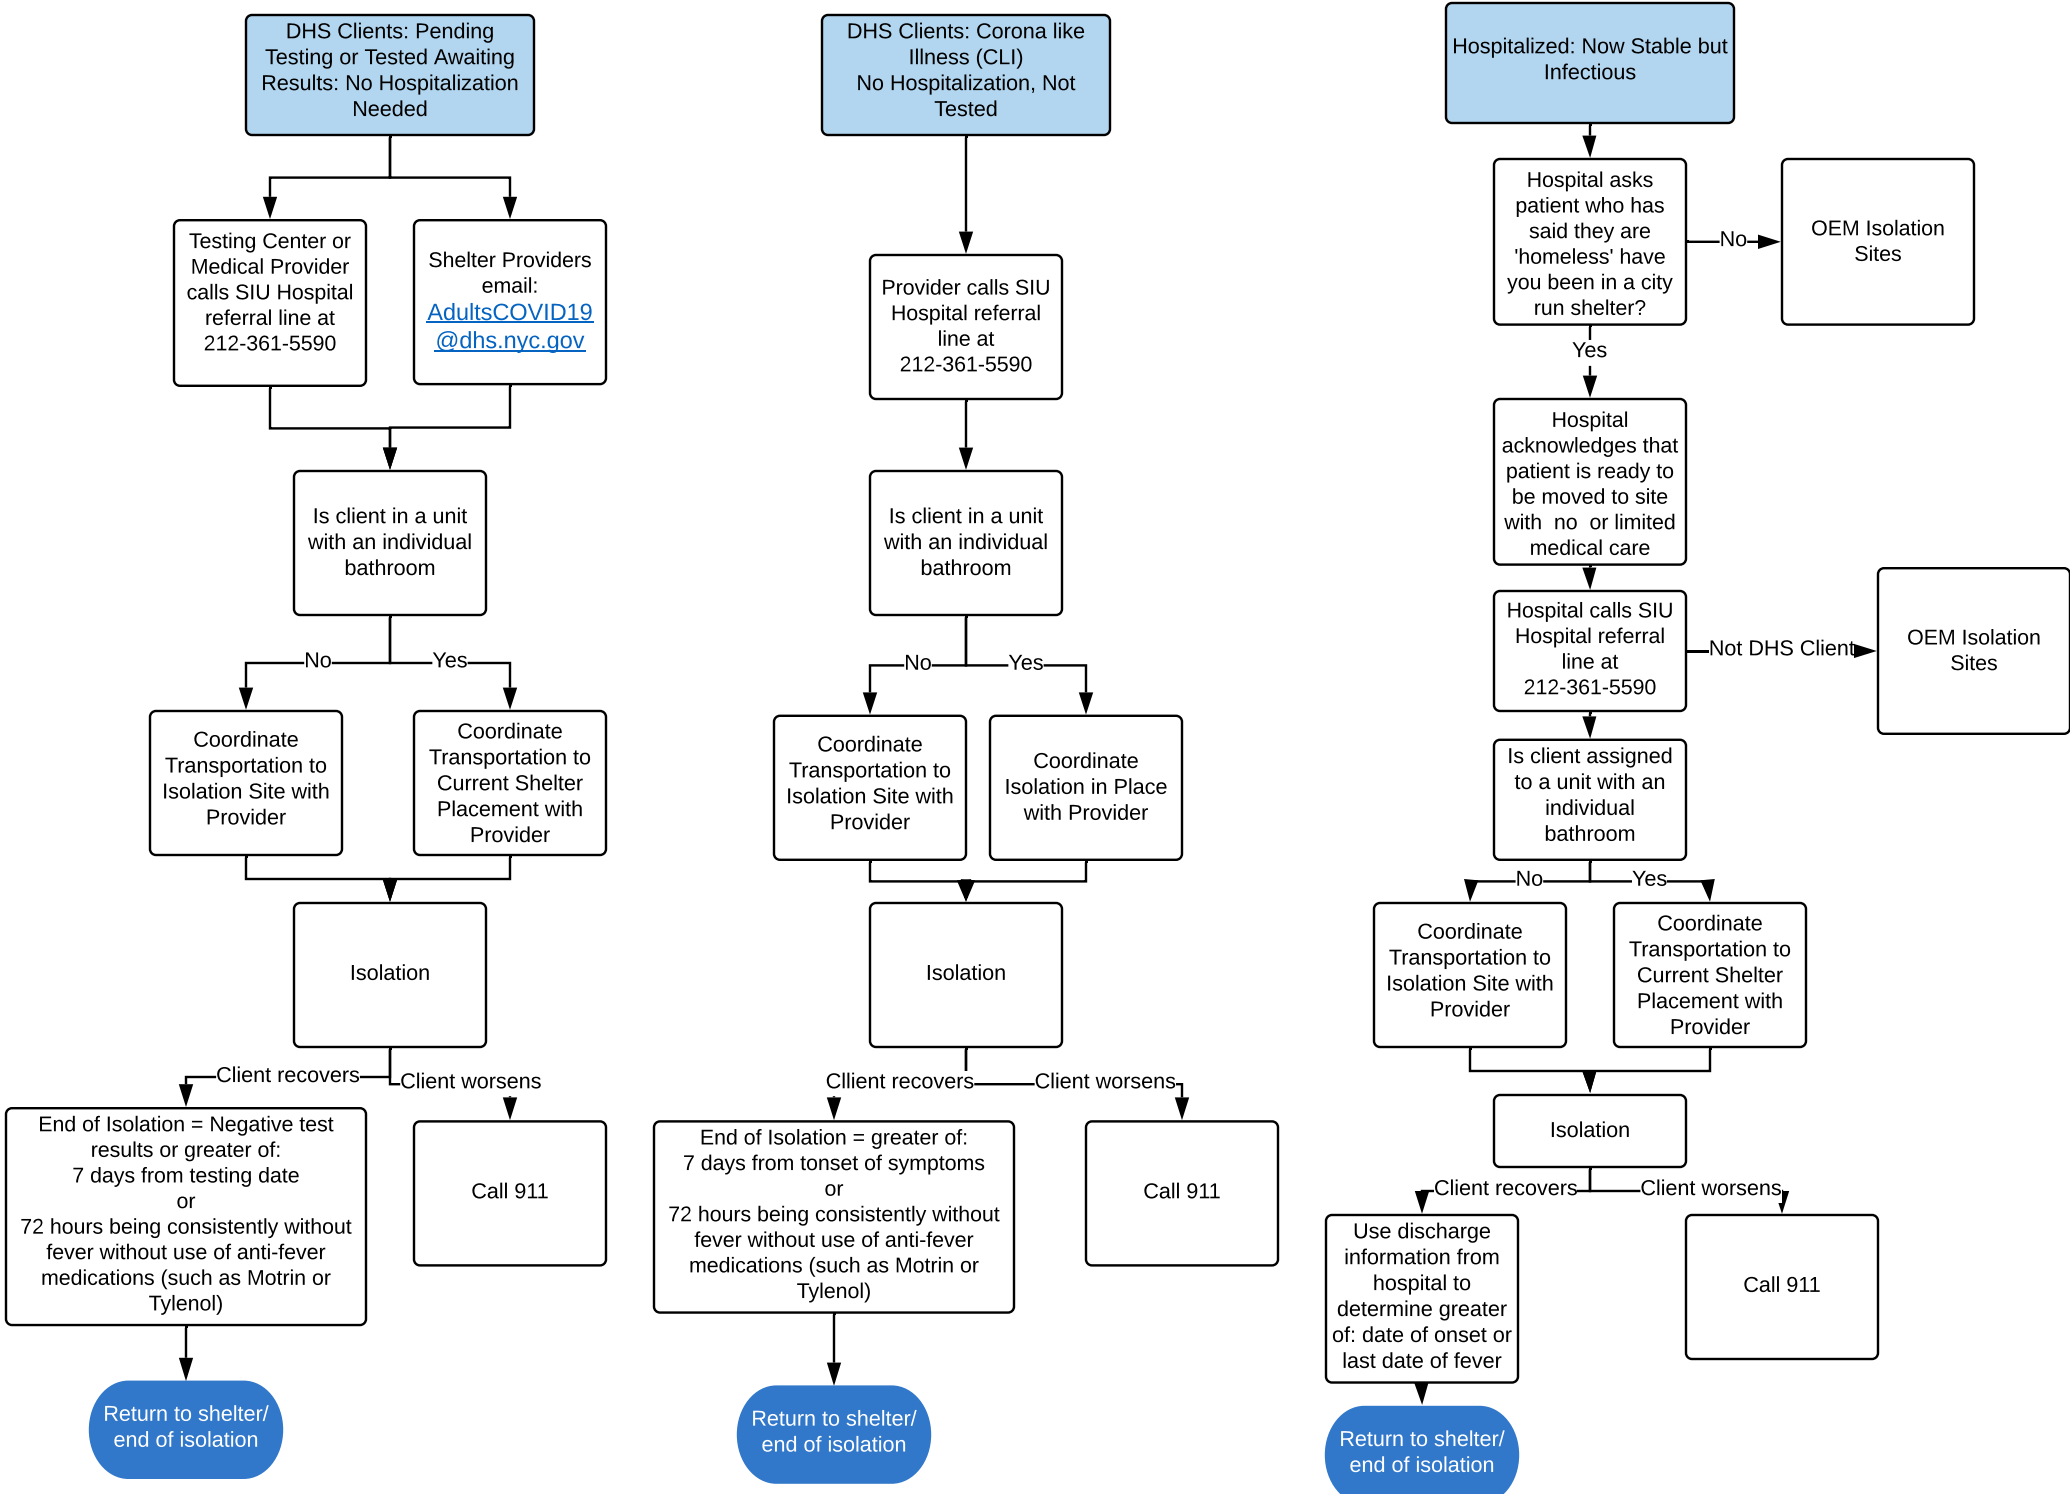 DHS Clients: Pending
Testing or Tested Awaiting
Results: No Hospitalization
Needed
Testing Center or
Medical Provider
calls SIU Hospital
referral line at
212-361-5590
Shelter Providers
email:
AdultsCOVID19
@dhs.nyc.gov
Is client in a unit
with an individual
bathroom
No
Yes
Coordinate
Transportation to
Isolation Site with
Provider
Coordinate
Transportation to
Current Shelter
Placement with
Provider
Isolation
Client recovers
Client worsens
End of Isolation = Negative test
results or greater of:
7 days from testing date
or
72 hours being consistently without
fever without use of anti-fever
medications (such as Motrin or
Tylenol)
Call 911
Return to shelter/
end of isolation
DHS Clients: Corona like
Illness (CLI)
No Hospitalization, Not
Tested
Provider calls SIU
Hospital referral
line at
212-361-5590
Is client in a unit
with an individual
bathroom
No
Yes
Coordinate
Transportation to
Isolation Site with
Provider
Coordinate
Isolation in Place
with Provider
Isolation
Cllient recovers
Client worsens
End of Isolation = greater of:
7 days from tonset of symptoms
or
72 hours being consistently without
fever without use of anti-fever
medications (such as Motrin or
Tylenol)
Call 911
Return to shelter/
end of isolation
Hospitalized: Now Stable but
Infectious
Hospital asks
patient who has
said they are
'homeless' have
you been in a city
run shelter?
No
OEM Isolation
Sites
Yes
Hospital
acknowledges that
patient is ready to
be moved to site
with  no  or limited
medical care
Hospital calls SIU
Hospital referral
line at
212-361-5590
Not DHS Client
OEM Isolation
Sites
Is client assigned
to a unit with an
individual
bathroom
No
Yes
Coordinate
Transportation to
Isolation Site with
Provider
Coordinate
Transportation to
Current Shelter
Placement with
Provider
Isolation
Client recovers
Client worsens
Use discharge
information from
hospital to
determine greater
of: date of onset or
last date of fever
Call 911
Return to shelter/
end of isolation